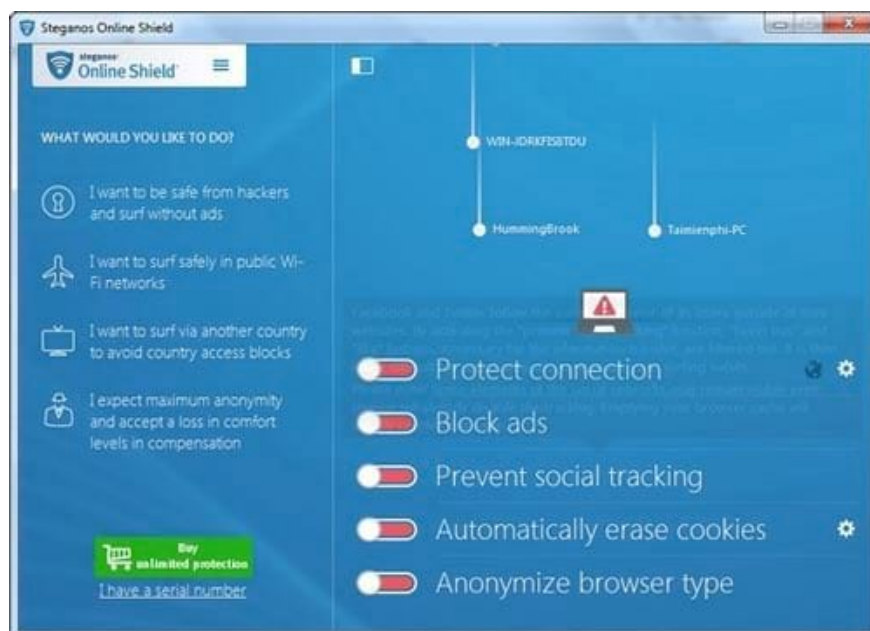 Steganos Online Shield
steganos
Online Shield
WHAT WOULD YOU LIKE TO DO?
I want to be safe from hackers
and surf without ads
I want to surf safely in public Wi-
Fi networks
I want to surf via another country
to avoid country access blocks
I expect maximum anonymity
and accept a loss in comfort
levels in compensation
Buy
unlimited protection
I have a serial number
HummingBrook
Taimienphi-PC
Protect connection
Block ads
Prevent social tracking
Automatically erase cookies
Anonymize browser type